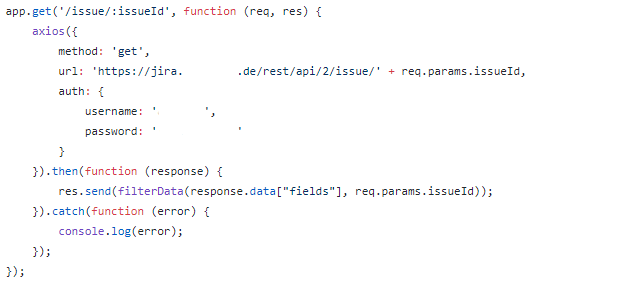 app.get('/issue/:issueId', function (req, res) {
    axios({
        method: 'get',
        url: 'https://jira.        .de/rest/api/2/issue/' + req.params.issueId,
        auth: {
            username: '       ',
            password: '            '
        }
    }).then(function (response) {
        res.send(filterData(response.data["fields"], req.params.issueId));
    }).catch(function (error) {
        console.log(error);
    });
});